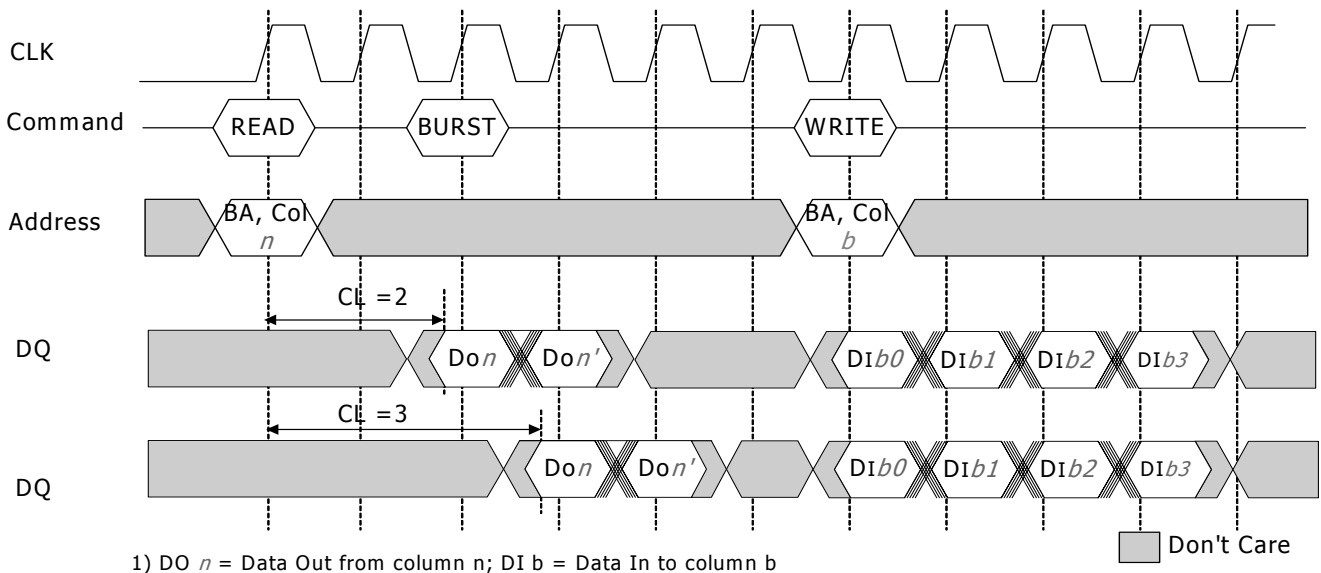 CLK
Command
READ
BURST
WRITE
Address
BA, Col
n
BA, Col
b
CL =2
DQ
Don
Don'
DIb0
DIb1
DIb2
DIb3
CL =3
DQ
Don
Don'
DIb0
DIb1
DIb2
DIb3
Don't Care
1) DO n = Data Out from column n; DI b = Data In to column b